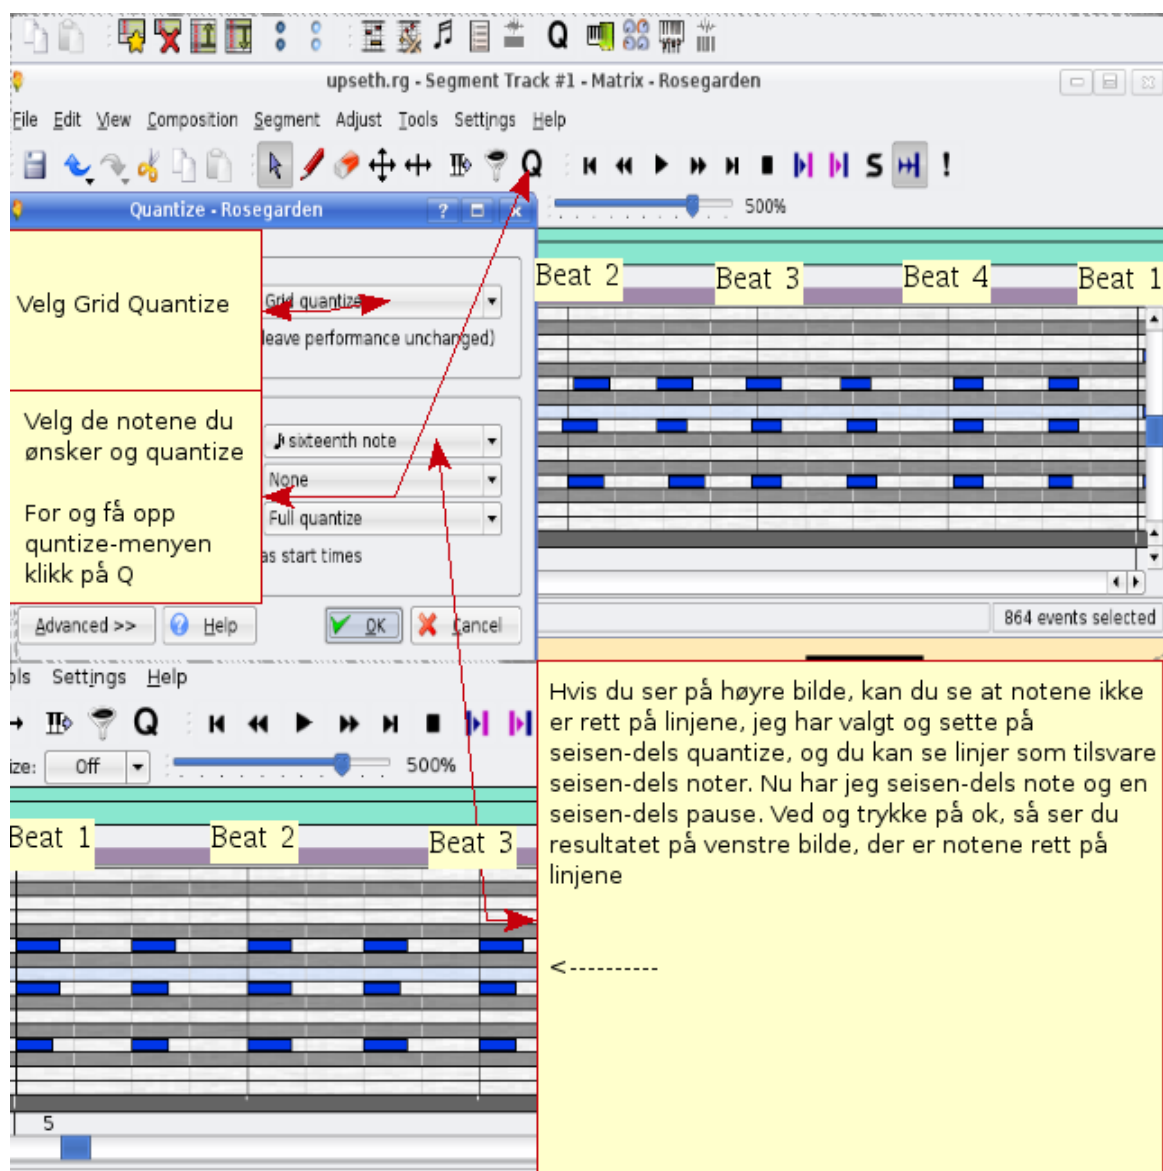 Q
upseth.rg - Segment Track #1 - Matrix - Rosegarden
File Edit View Composition Segment Adjust Tools Settings Help
Q S !
Quantize - Rosegarden ?
500%
Velg Grid Quantize
Grid quantize
leave performance unchanged)
Velg de notene du
ønsker og quantize
For og få opp
quntize-menyen
klikk på Q
sixteenth note
None
Full quantize
as start times
Advanced >> Help OK Cancel
Beat 2 Beat 3 Beat 4 Beat 1
864 events selected
ols Settings Help
Q
ize: Off 500%
Beat 1 Beat 2 Beat 3
5
Hvis du ser på høyre bilde, kan du se at notene ikke
er rett på linjene, jeg har valgt og sette på
seisen-dels quantize, og du kan se linjer som tilsvare
seisen-dels noter. Nu har jeg seisen-dels note og en
seisen-dels pause. Ved og trykke på ok, så ser du
resultatet på venstre bilde, der er notene rett på
linjene
<----------